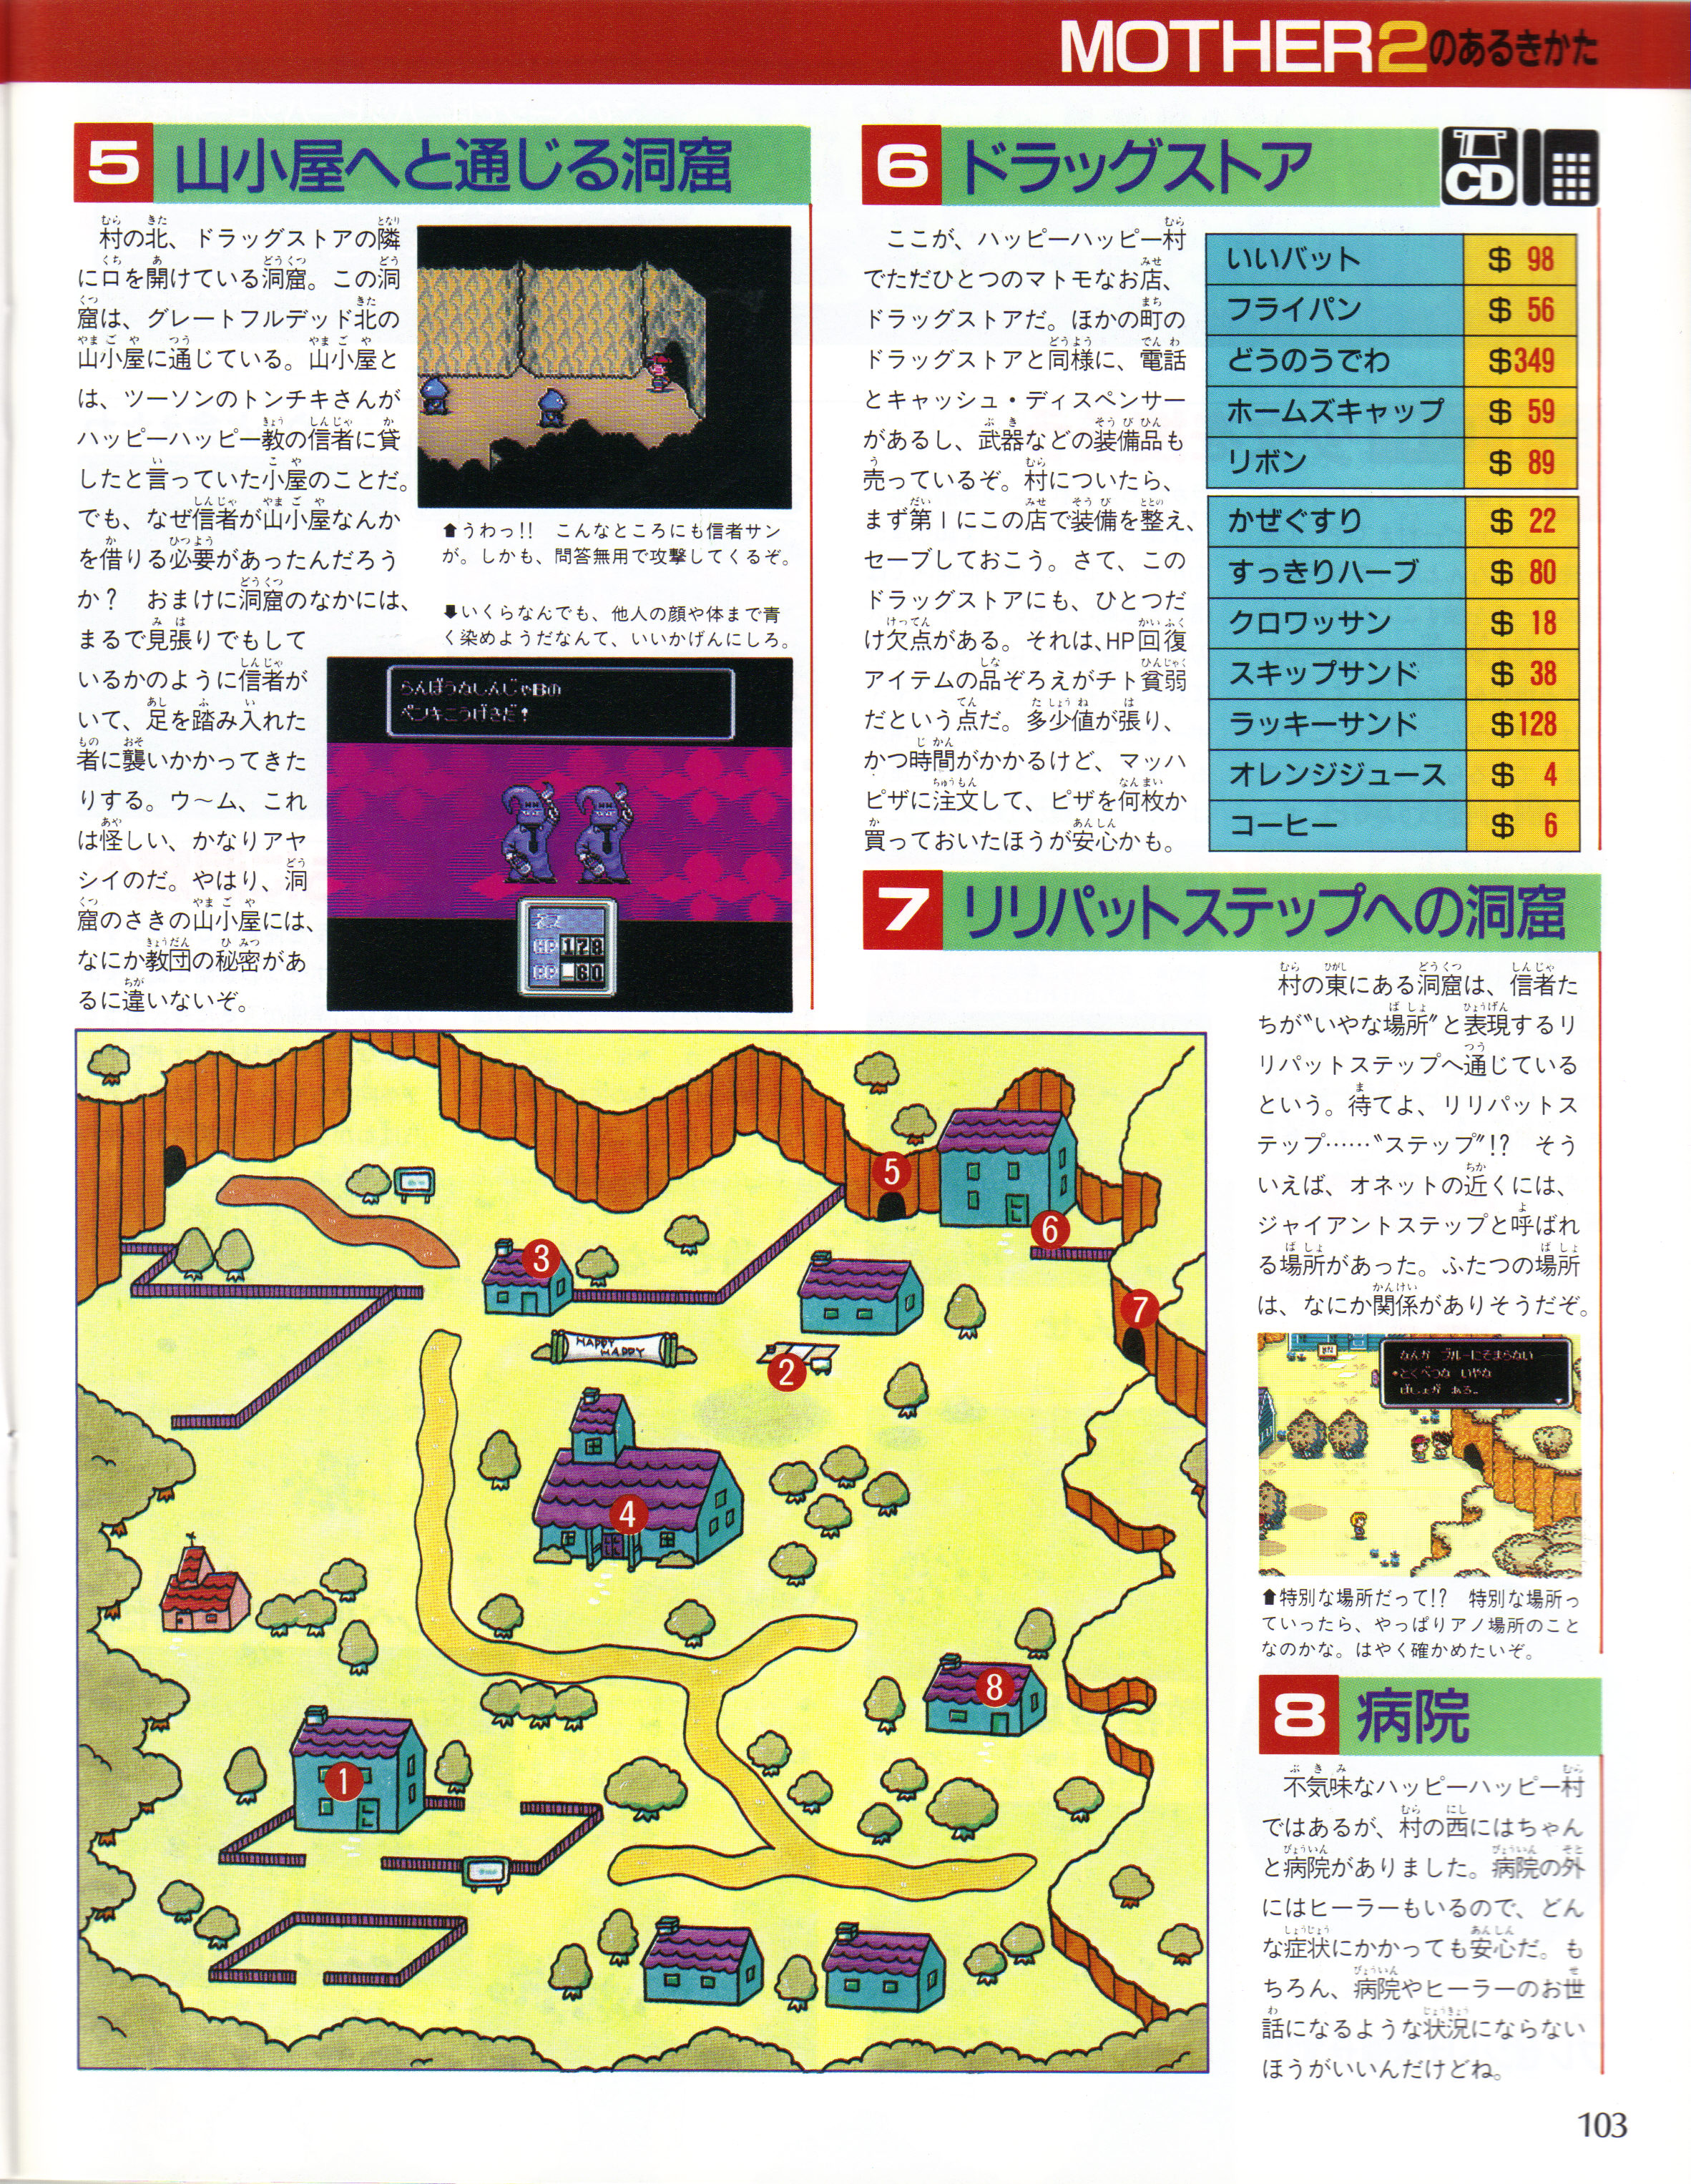 MOTHER2のあるきかた
5 山小屋へと通じる洞窟
村の北、ドラッグストアの隣
に口を開けている洞窟。この洞
窟は、グレートフルデッド北の
山小屋に通じている。山小屋と
は、ツーソンのトンチキさんが
ハッピーハッピー教の信者に貸
したと言っていた小屋のことだ。
でも、なぜ信者が山小屋なんか
を借りる必要があったんだろう
か? おまけに洞窟のなかには、
まるで見張りでもして
いるかのように信者が
いて、足を踏み入れた
者に襲いかかってきた
りする。ウ〜ム、これ
は怪しい、かなりアヤ
シイのだ。やはり、洞
窟のさきの山小屋には、
なにか教団の秘密があ
るに違いないぞ。
⬆うわっ!! こんなところにも信者サン
が。しかも、問答無用で攻撃してくるぞ。
⬇いくらなんでも、他人の顔や体まで青
く染めようだなんて、いいかげんにしろ。
らんぼうなしんじゃBの
ペンキこうげきだ!
ネス
HP 178
PP 60
6 ドラッグストア
CD
ここが、ハッピーハッピー村
でただひとつのマトモなお店、
ドラッグストアだ。ほかの町の
ドラッグストアと同様に、電話
とキャッシュ・ディスペンサー
があるし、武器などの装備品も
売っているぞ。村についたら、
まず第1にこの店で装備を整え、
セーブしておこう。さて、この
ドラッグストアにも、ひとつだ
け欠点がある。それは、HP回復
アイテムの品ぞろえがチト貧弱
だという点だ。多少値が張り、
かつ時間がかかるけど、マッハ
ピザに注文して、ピザを何枚か
買っておいたほうが安心かも。
いいバット $ 98
フライパン $ 56
どうのうでわ $349
ホームズキャップ $ 59
リボン $ 89
かぜぐすり $ 22
すっきりハーブ $ 80
クロワッサン $ 18
スキップサンド $ 38
ラッキーサンド $128
オレンジジュース $ 4
コーヒー $ 6
7 リリパットステップへの洞窟
村の東にある洞窟は、信者た
ちが〝いやな場所〟と表現するリ
リパットステップへ通じている
という。待てよ、リリパットス
テップ……〝ステップ〟!? そう
いえば、オネットの近くには、
ジャイアントステップと呼ばれ
る場所があった。ふたつの場所
は、なにか関係がありそうだぞ。
なんか ブルーにそまらない
とくべつな いやな
ばしょが ある。
⬆特別な場所だって!? 特別な場所っ
ていったら、やっぱりアノ場所のこと
なのかな。はやく確かめたいぞ。
8 病院
不気味なハッピーハッピー村
ではあるが、村の西にはちゃん
と病院がありました。病院の外
にはヒーラーもいるので、どん
な症状にかかっても安心だ。も
ちろん、病院やヒーラーのお世
話になるような状況にならない
ほうがいいんだけどね。
5
6
3
7
HAPPY
HAPPY
2
4
8
1
103